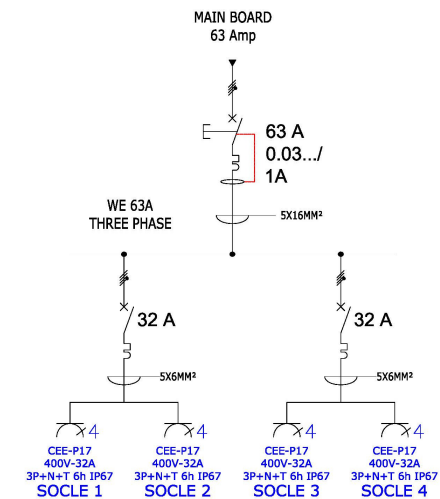 MAIN BOARD
63 Amp
63 A
0.03.../
1A
WE 63A
THREE PHASE
5X16MM²
32 A
32 A
5X6MM²
5X6MM²
4
4
4
4
CEE-P17
400V-32A
3P+N+T 6h IP67
SOCLE 1
CEE-P17
400V-32A
3P+N+T 6h IP67
SOCLE 2
CEE-P17
400V-32A
3P+N+T 6h IP67
SOCLE 3
CEE-P17
400V-32A
3P+N+T 6h IP67
SOCLE 4